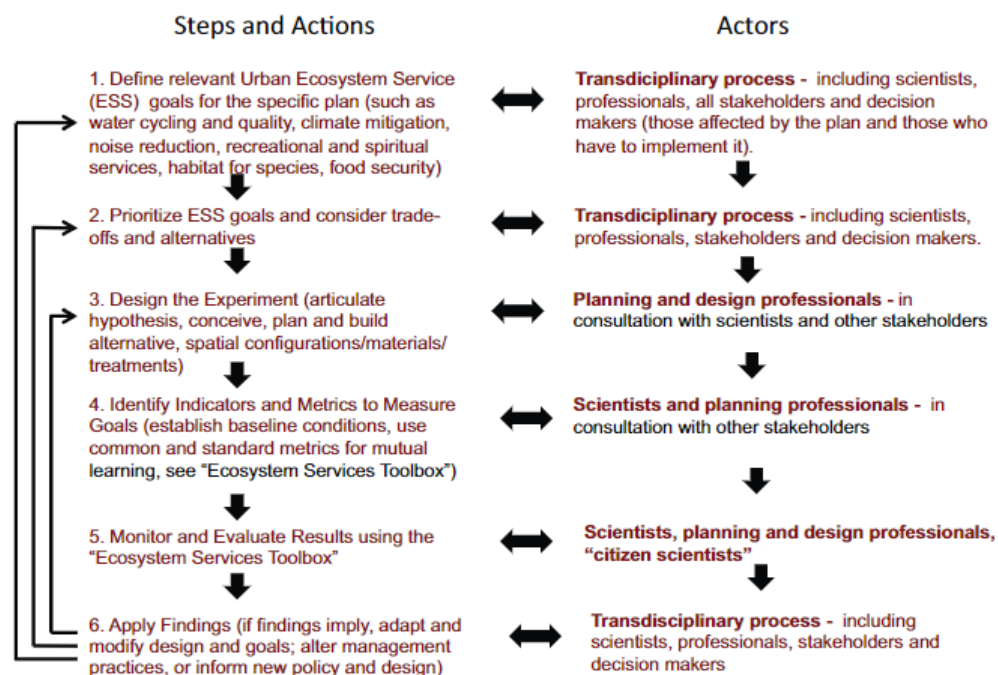 Steps and Actions
Actors
1. Define relevant Urban Ecosystem Service
(ESS) goals for the specific plan (such as
water cycling and quality, climate mitigation,
noise reduction, recreational and spiritual
services, habitat for species, food security)
Transdiciplinary process - including scientists,
professionals, all stakeholders and decision
makers (those affected by the plan and those who
have to implement it).
2. Prioritize ESS goals and consider trade-
offs and alternatives
Transdiciplinary process - including scientists,
professionals, stakeholders and decision makers.
3. Design the Experiment (articulate
hypothesis, conceive, plan and build
alternative, spatial configurations/materials/
treatments)
Planning and design professionals - in
consultation with scientists and other stakeholders
4. Identify Indicators and Metrics to Measure
Goals (establish baseline conditions, use
common and standard metrics for mutual
learning, see “Ecosystem Services Toolbox”)
Scientists and planning professionals - in
consultation with other stakeholders
5. Monitor and Evaluate Results using the
“Ecosystem Services Toolbox”
Scientists, planning and design professionals,
“citizen scientists”
6. Apply Findings (if findings imply, adapt and
modify design and goals; alter management
practices, or inform new policy and design)
Transdisciplinary process - including
scientists, professionals, stakeholders and
decision makers